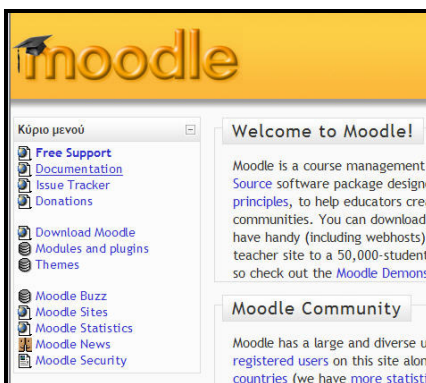 moodle
Κύριο μενού
Free Support
Documentation
Issue Tracker
Donations
Download Moodle
Modules and plugins
Themes
Moodle Buzz
Moodle Sites
Moodle Statistics
Moodle News
Moodle Security
Welcome to Moodle!
Moodle is a course management
Source software package design
principles, to help educators crea
communities. You can download
have handy (including webhosts)
teacher site to a 50,000-student
so check out the Moodle Demons
Moodle Community
Moodle has a large and diverse u
registered users on this site alon
countries (we have more statisti